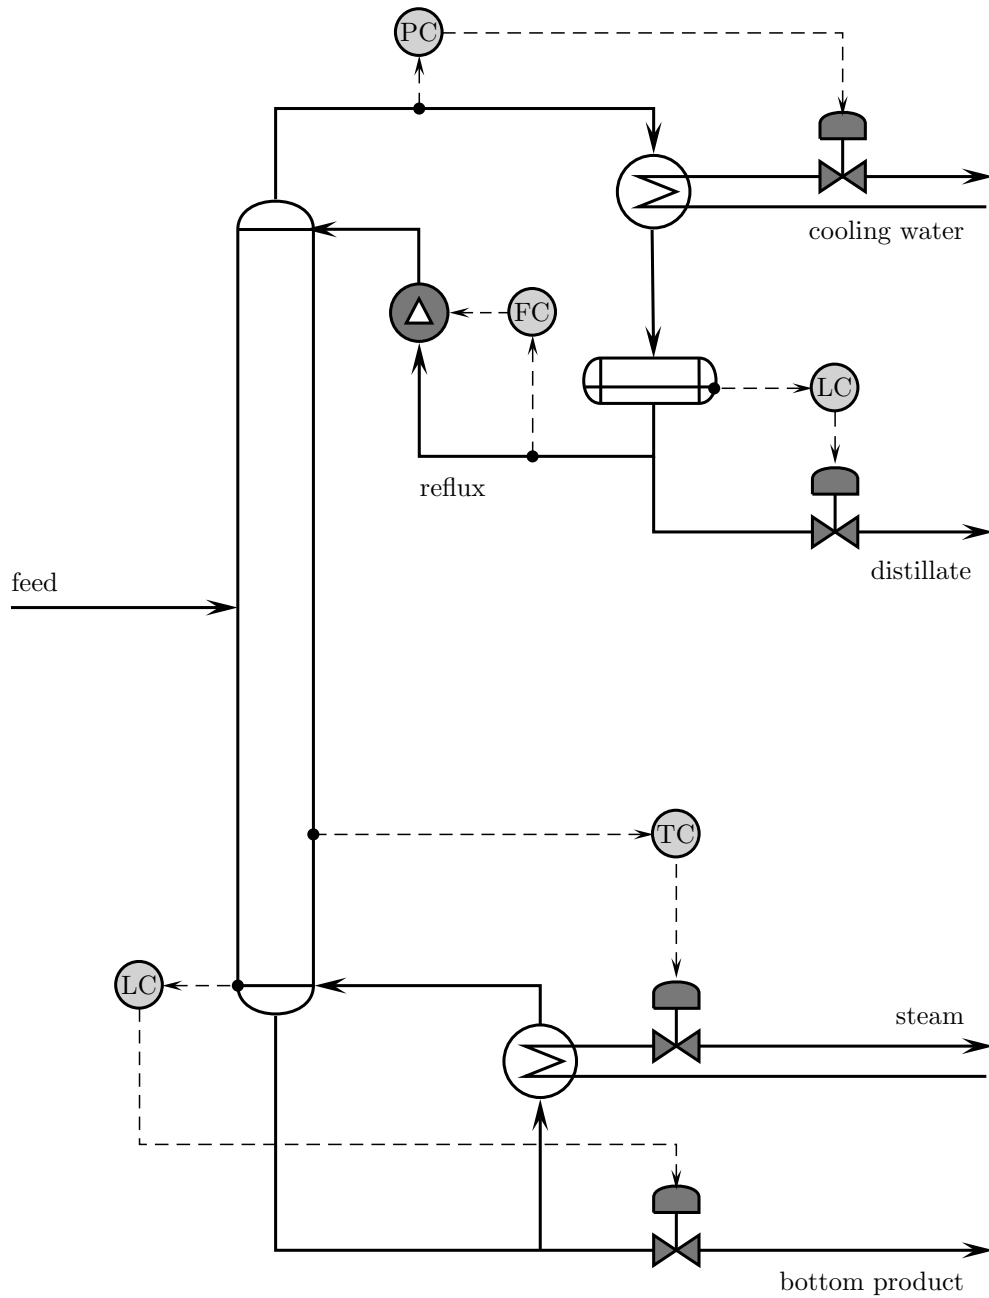 PC
cooling water
FC
LC
reflux
distillate
feed
TC
LC
steam
bottom product